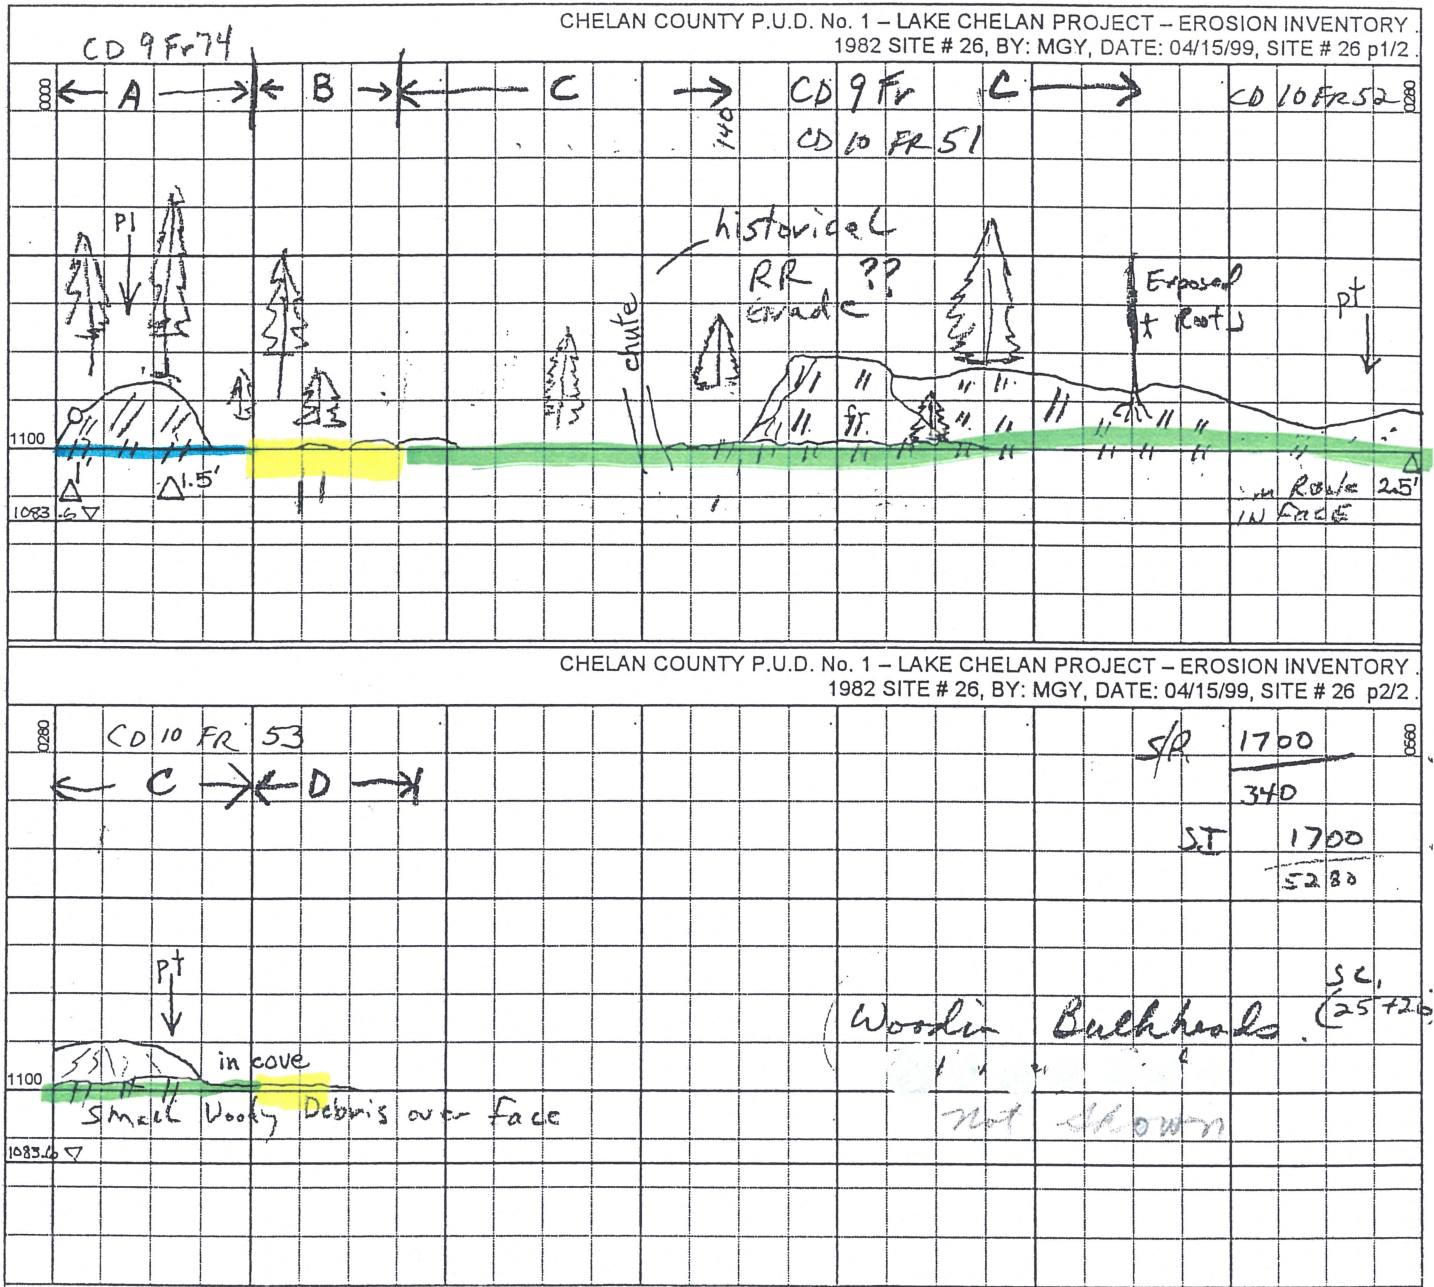 CHELAN COUNTY P.U.D. No. 1 – LAKE CHELAN PROJECT – EROSION INVENTORY .
1982 SITE # 26, BY: MGY, DATE: 04/15/99, SITE # 26 p1/2 .
CD 9 Fr 74
0000
A B C CD 9 Fr C CD 10 FR 52
0280
140
CD 10 FR 51
historical
RR ??
Grade
P1
chute
Exposed
Roots
pt
1100
1.5'
2.5'
1083.6 ▽
IN FACE
CHELAN COUNTY P.U.D. No. 1 – LAKE CHELAN PROJECT – EROSION INVENTORY .
1982 SITE # 26, BY: MGY, DATE: 04/15/99, SITE # 26 p2/2 .
0280
CD 10 FR 53
0560
S/R 1700
340
C D
S.I 1700
5280
pt
S C,
(25+26
Woodin Bulkheads.
in cove
1100
Small Woody Debris over face
not shown
1083.6 ▽